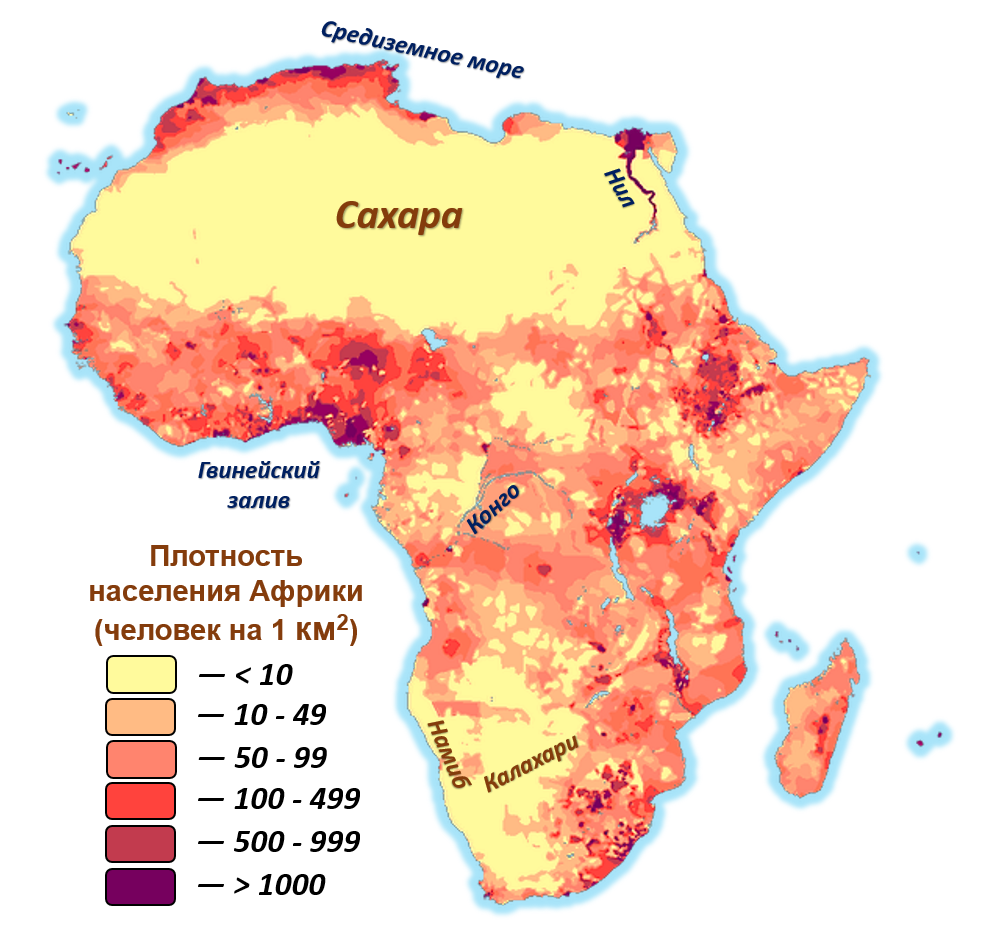 Средиземное море
Нил
Сахара
Гвинейский
залив
Конго
Плотность
населения Африки
(человек на 1 км²)
— < 10
— 10 - 49
— 50 - 99
— 100 - 499
— 500 - 999
— > 1000
Намиб
Калахари